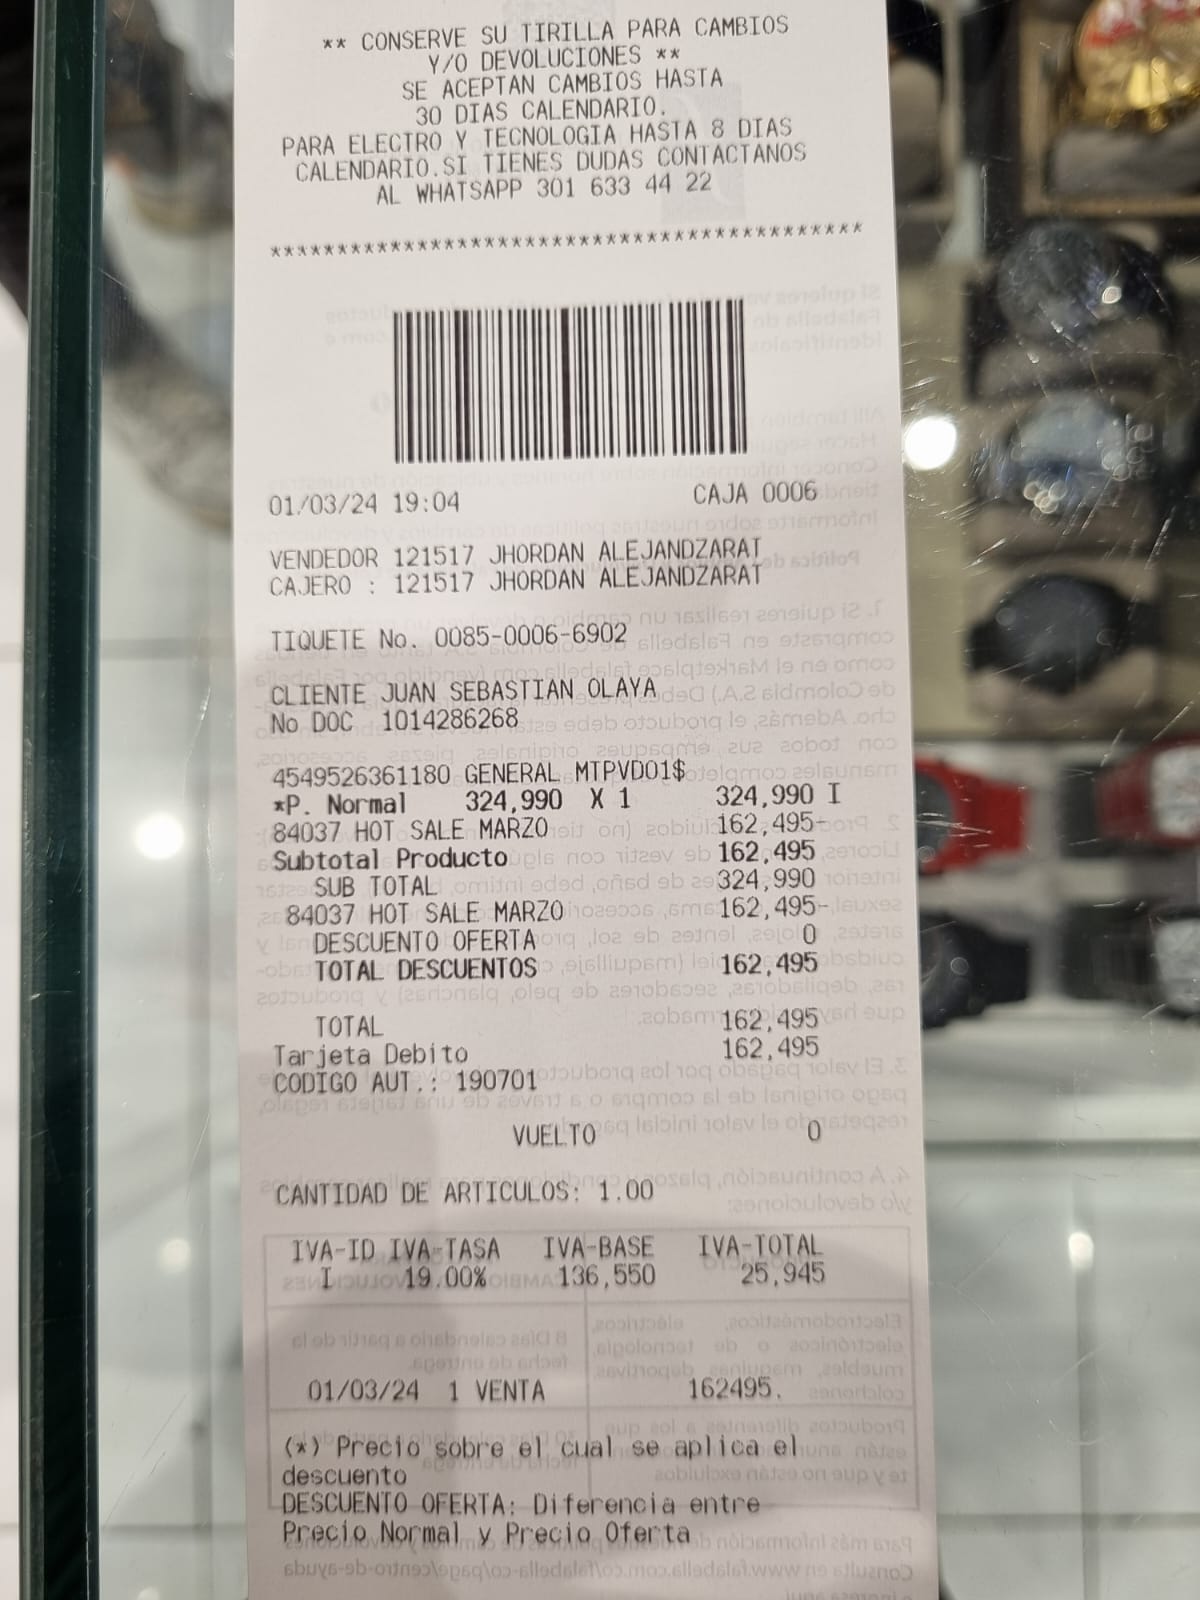 ** CONSERVE SU TIRILLA PARA CAMBIOS
Y/O DEVOLUCIONES **
SE ACEPTAN CAMBIOS HASTA
30 DIAS CALENDARIO.
PARA ELECTRO Y TECNOLOGIA HASTA 8 DIAS
CALENDARIO.SI TIENES DUDAS CONTACTANOS
AL WHATSAPP 301 633 44 22
********************************************
01/03/24 19:04 CAJA 0006
VENDEDOR 121517 JHORDAN ALEJANDZARAT
CAJERO : 121517 JHORDAN ALEJANDZARAT
TIQUETE No. 0085-0006-6902
CLIENTE JUAN SEBASTIAN OLAYA
No DOC 1014286268
4549526361180 GENERAL MTPVD01$
*P. Normal 324,990 X 1 324,990 I
84037 HOT SALE MARZO 162,495-
Subtotal Producto 162,495
SUB TOTAL 324,990
84037 HOT SALE MARZO 162,495-
DESCUENTO OFERTA 0
TOTAL DESCUENTOS 162,495
TOTAL 162,495
Tarjeta Debito 162,495
CODIGO AUT.: 190701
VUELTO 0
CANTIDAD DE ARTICULOS: 1.00
IVA-ID IVA-TASA IVA-BASE IVA-TOTAL
I 19.00% 136,550 25,945
01/03/24 1 VENTA 162495.
(*) Precio sobre el cual se aplica el
descuento
DESCUENTO OFERTA: Diferencia entre
Precio Normal y Precio Oferta